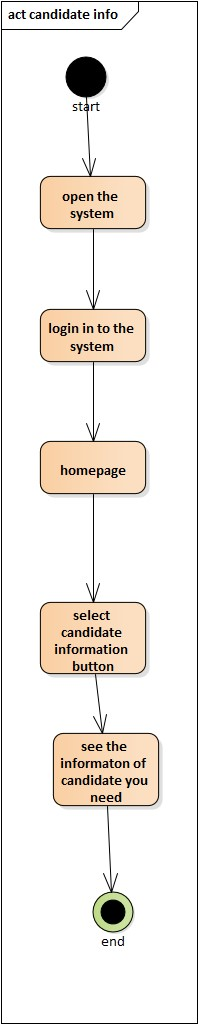 act candidate info
start
open the
system
login in to the
system
homepage
select
candidate
information
button
see the
informaton of
candidate you
need
end